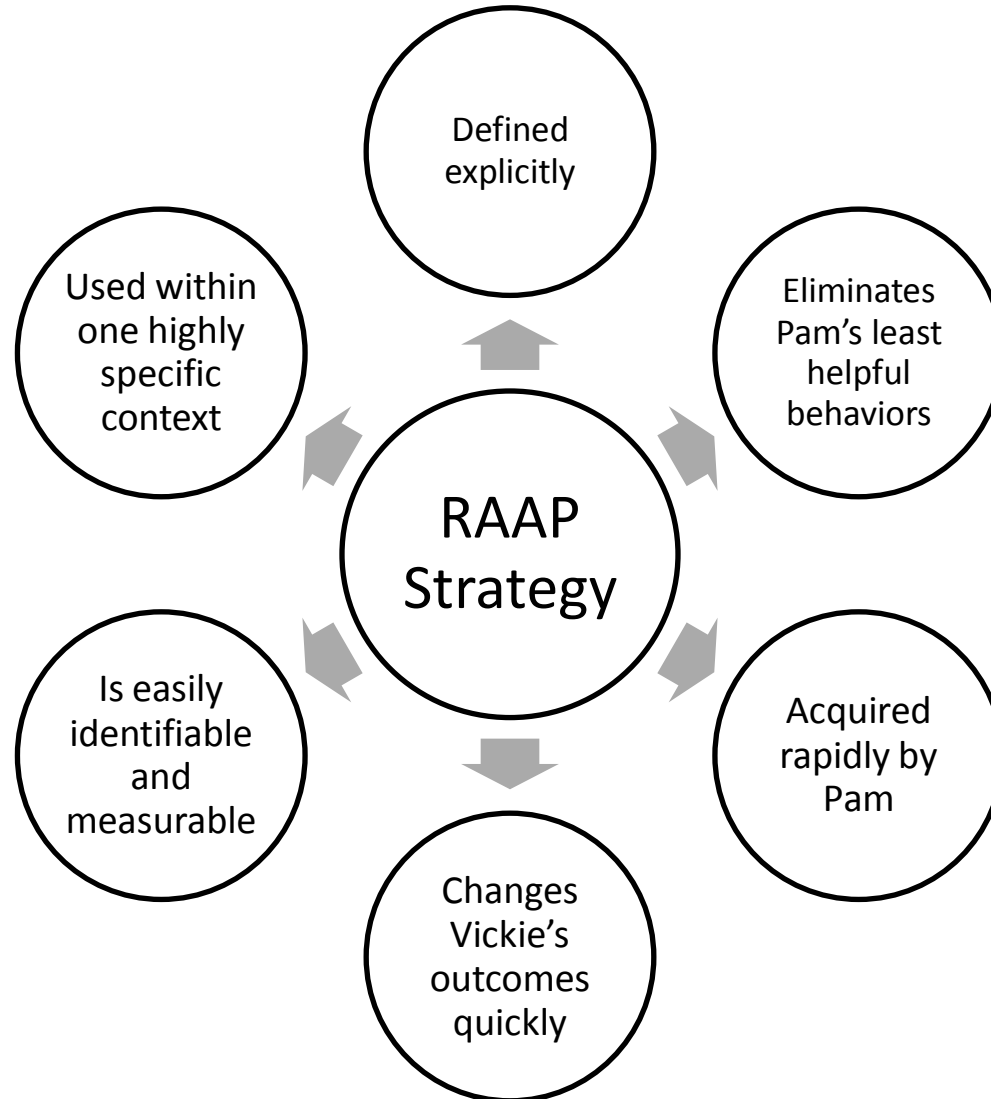 Defined
explicitly
Used within
one highly
specific
context
Eliminates
Pam’s least
helpful
behaviors
RAAP
Strategy
Is easily
identifiable
and
measurable
Acquired
rapidly by
Pam
Changes
Vickie’s
outcomes
quickly